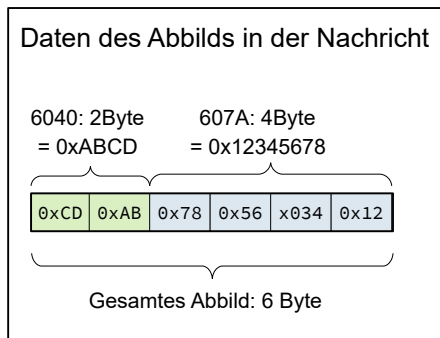 Daten des Abbilds in der Nachricht
6040: 2Byte
= 0xABCD
607A: 4Byte
= 0x12345678
0xCD 0xAB 0x78 0x56 x034 0x12
Gesamtes Abbild: 6 Byte